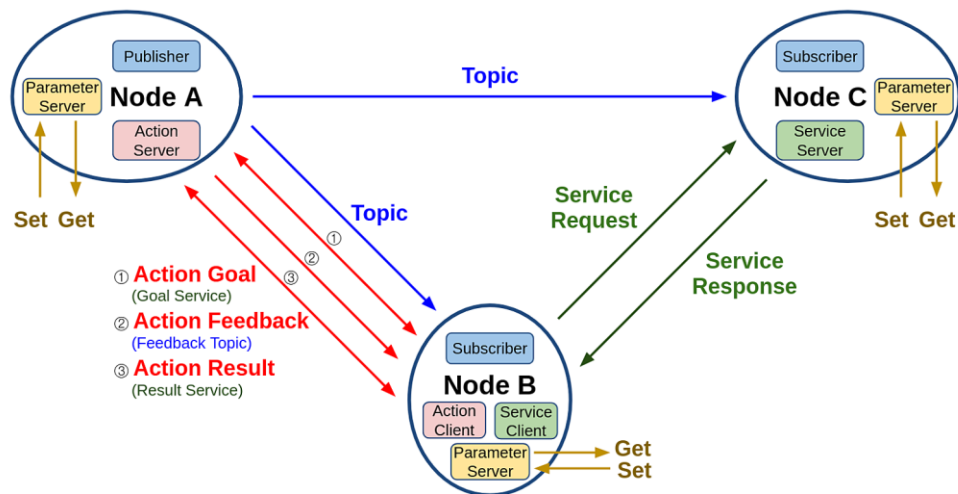 Publisher
Parameter
Server
Node A
Action
Server
Set Get
Topic
Subscriber
Node C
Parameter
Server
Service
Server
Set
Get
Topic
①
②
③
Service
Request
Service
Response
① Action Goal
(Goal Service)
② Action Feedback
(Feedback Topic)
③ Action Result
(Result Service)
Subscriber
Node B
Action
Client
Service
Client
Parameter
Server
Get
Set